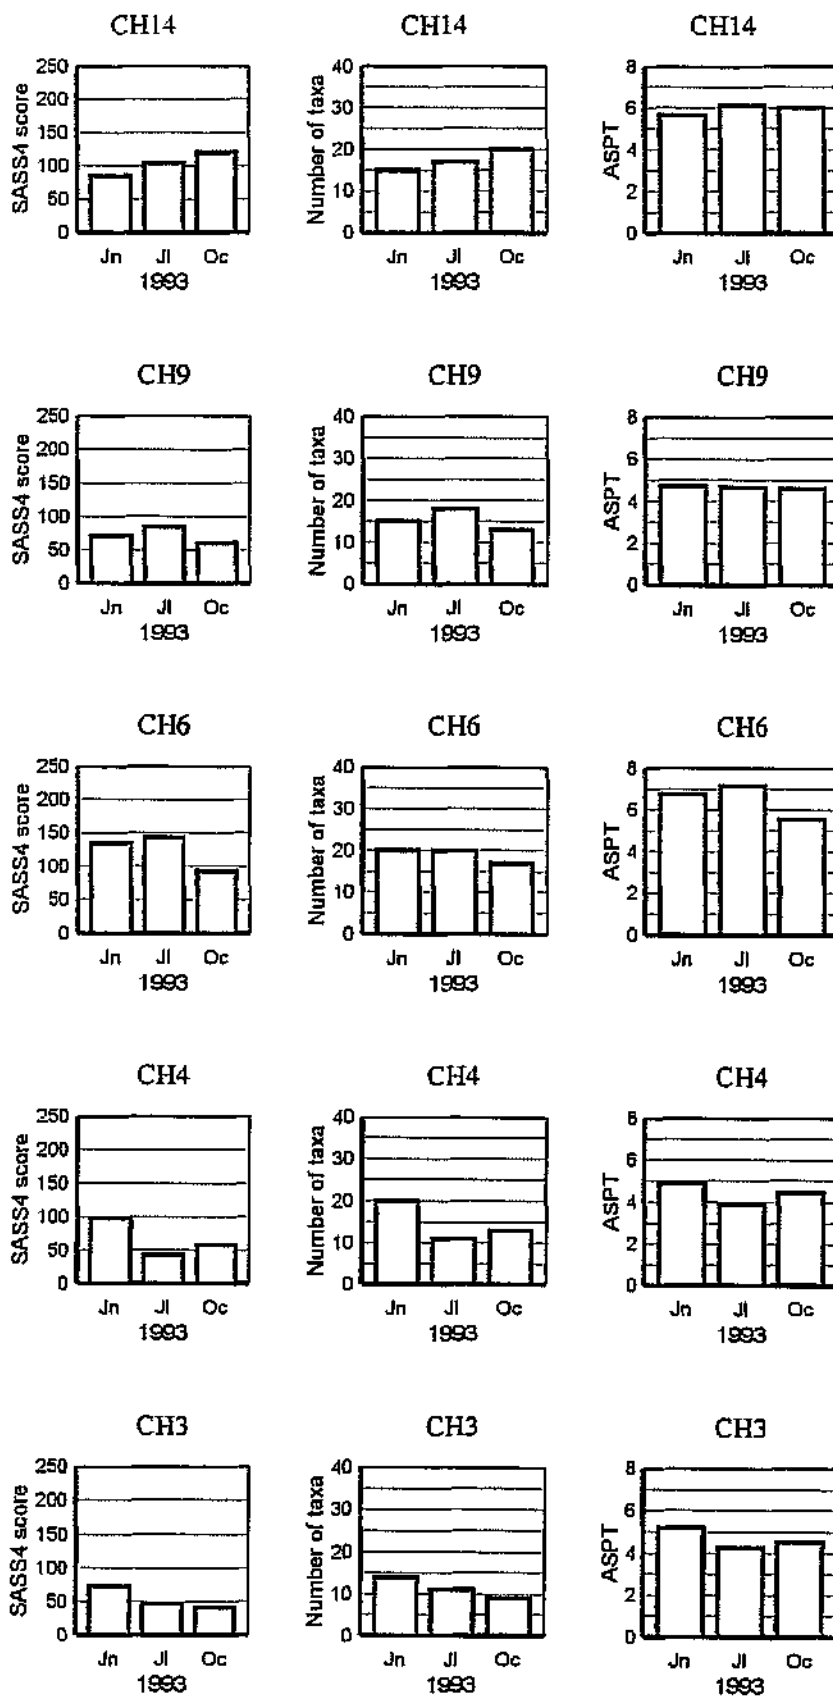 CH14 CH14 CH14
SASS4 score
250
200
150
100
50
0
Jn Jl Oc
1993
Number of taxa
40
30
20
10
0
Jn Jl Oc
1993
ASPT
8
6
4
2
0
Jn Jl Oc
1993
CH9 CH9 CH9
SASS4 score
250
200
150
100
50
0
Jn Jl Oc
1993
Number of taxa
40
30
20
10
0
Jn Jl Oc
1993
ASPT
8
6
4
2
0
Jn Jl Oc
1993
CH6 CH6 CH6
SASS4 score
250
200
150
100
50
0
Jn Jl Oc
1993
Number of taxa
40
30
20
10
0
Jn Jl Oc
1993
ASPT
8
6
4
2
0
Jn Jl Oc
1993
CH4 CH4 CH4
SASS4 score
250
200
150
100
50
0
Jn Jl Oc
1993
Number of taxa
40
30
20
10
0
Jn Jl Oc
1993
ASPT
8
6
4
2
0
Jn Jl Oc
1993
CH3 CH3 CH3
SASS4 score
250
200
150
100
50
0
Jn Jl Oc
1993
Number of taxa
40
30
20
10
0
Jn Jl Oc
1993
ASPT
8
6
4
2
0
Jn Jl Oc
1993